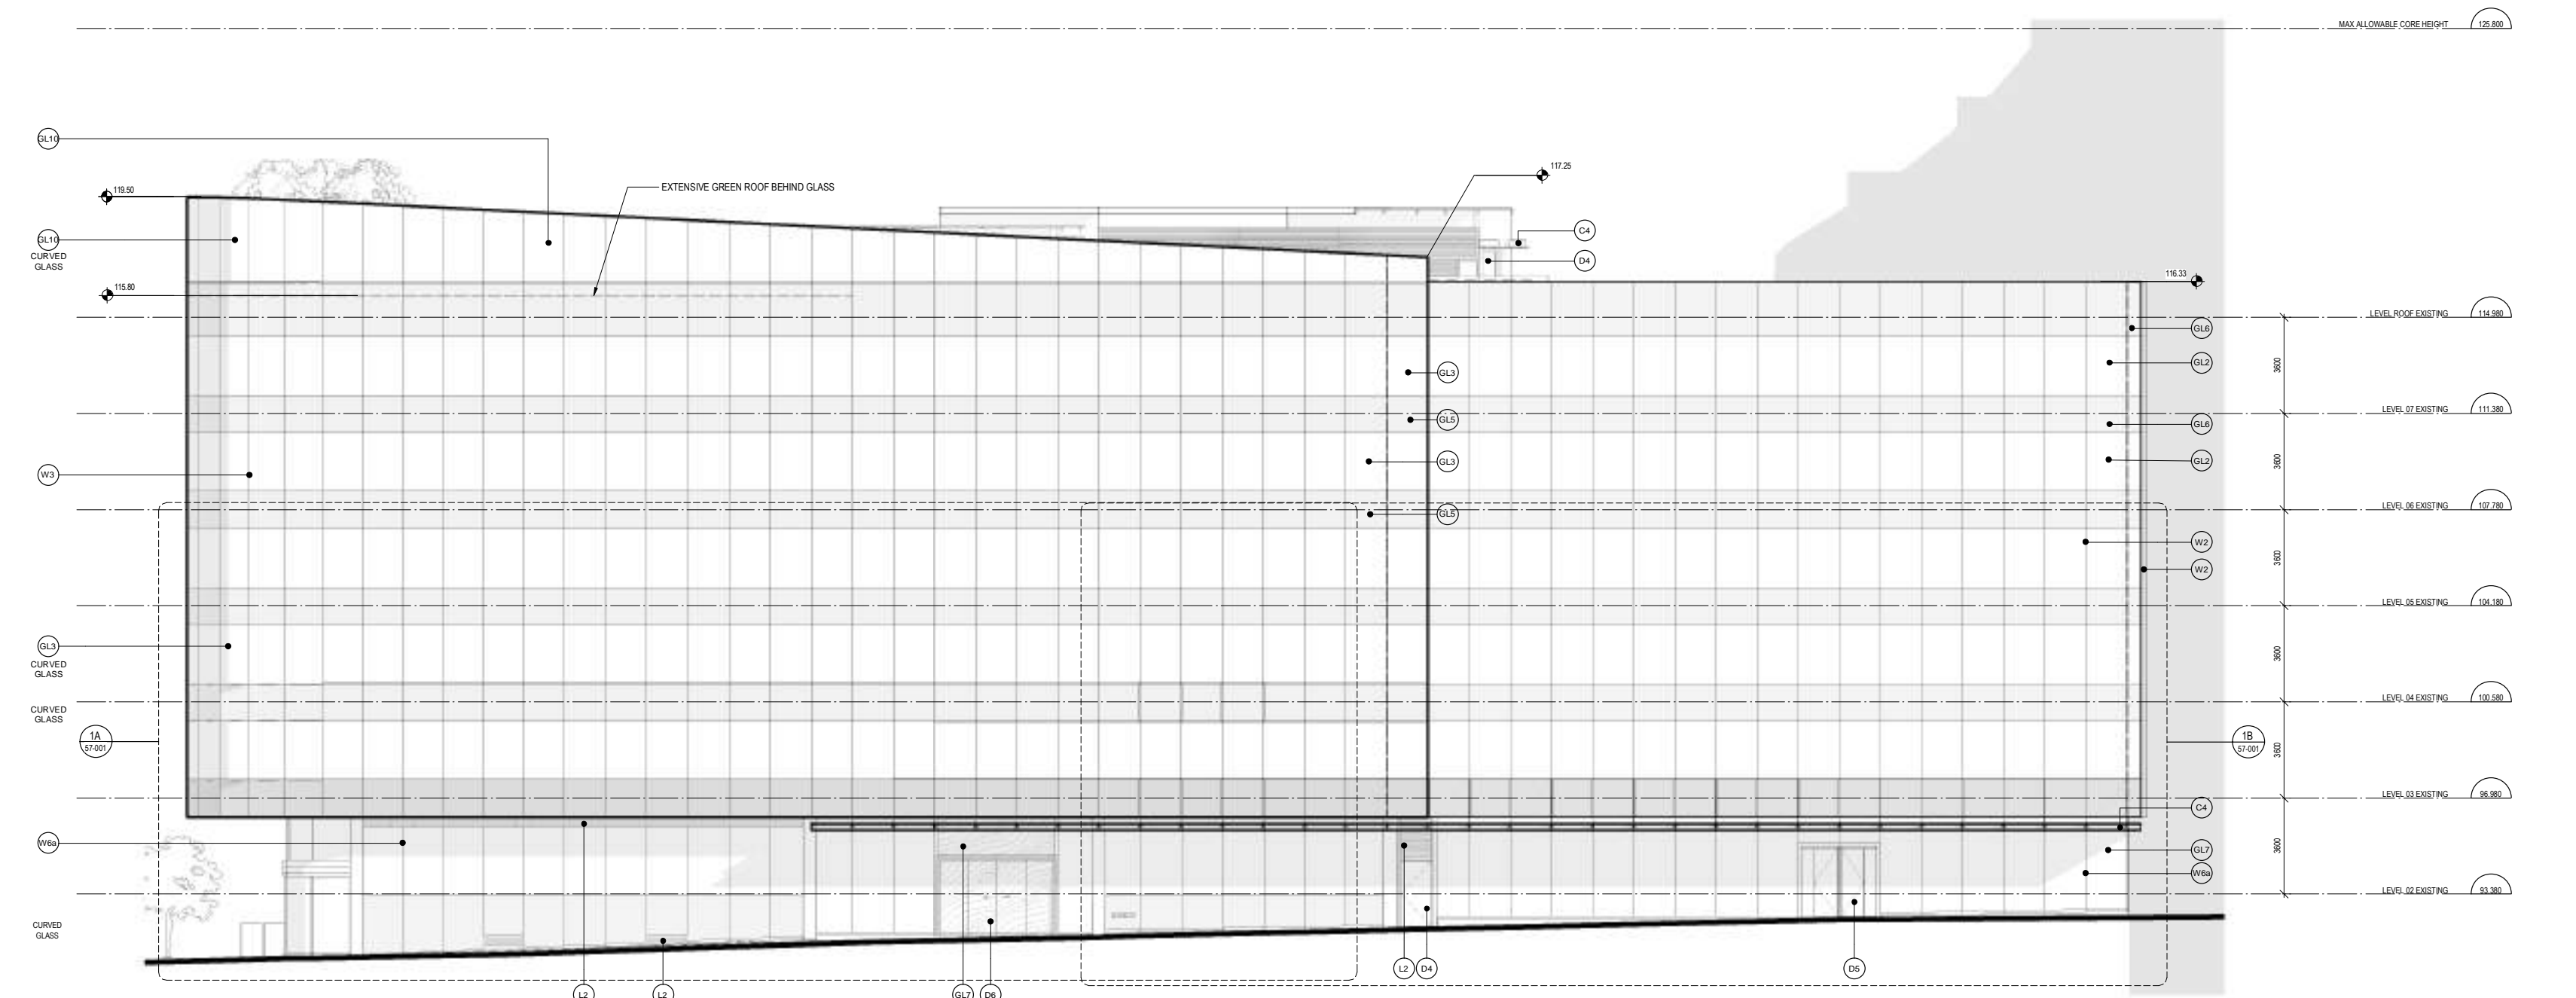 MAX ALLOWABLE CORE HEIGHT 125.800
GL10
117.25
119.50
EXTENSIVE GREEN ROOF BEHIND GLASS
C4
GL10
CURVED
GLASS
D4
116.33
115.80
LEVEL ROOF EXISTING 114.980
GL6
GL2
3600
GL3
LEVEL 07 EXISTING 111.380
GL5
GL6
GL3
GL2
3600
W3
LEVEL 06 EXISTING 107.780
GL5
W2
3600
W2
LEVEL 05 EXISTING 104.180
GL3
CURVED
GLASS
3600
LEVEL 04 EXISTING 100.580
CURVED
GLASS
1A
57-001
1B
57-001
3600
LEVEL 03 EXISTING 96.980
C4
W6a
GL7
3600
W6a
LEVEL 02 EXISTING 93.380
CURVED
GLASS
L2
D4
D5
L2
L2
GL7
D6